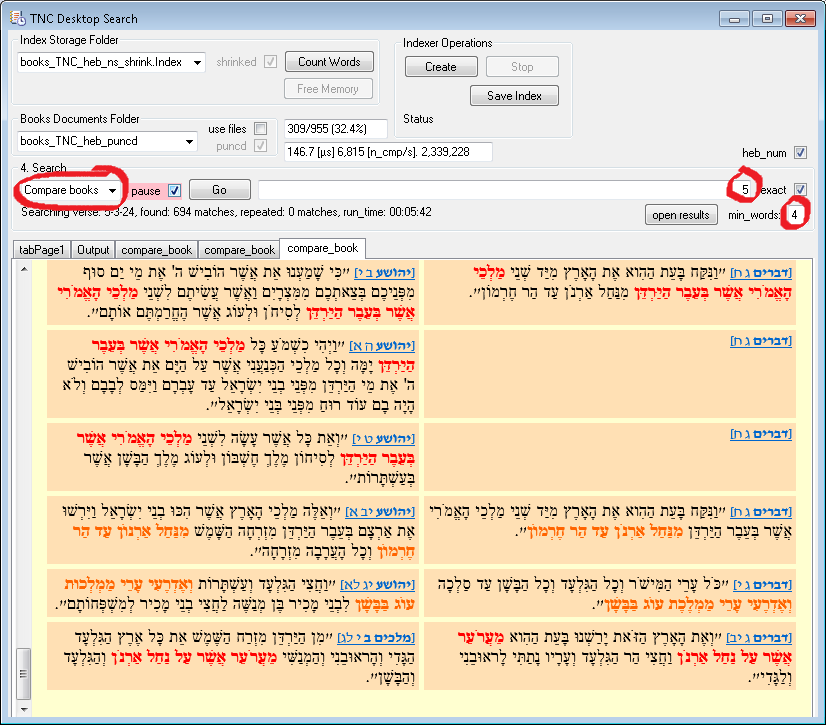 TNC Desktop Search
Index Storage Folder
books_TNC_heb_ns_shrink.Index
shrinked
Count Words
Free Memory
Indexer Operations
Create
Stop
Save Index
Status
Books Documents Folder
books_TNC_heb_puncd
use files
puncd
309/955 (32.4%)
146.7 [µs] 6,815 [n_cmp/s]. 2,339,228
heb_num
4. Search
Compare books
pause
Go
5
exact
Searching verse: 5-3-24, found: 694 matches, repeated: 0 matches, run_time: 00:05:42
open results
min_words:
4
tabPage1
Output
compare_book
compare_book
compare_book
[דברים ג ח] "וַנִּקַּח בָּעֵת הַהִוא אֶת הָאָרֶץ מִיַּד שְׁנֵי מַלְכֵי
הָאֱמֹרִי אֲשֶׁר בְּעֵבֶר הַיַּרְדֵּן מִנַּחַל אַרְנֹן עַד הַר חֶרְמוֹן".
[יהושע ב י] "כִּי שָׁמַעְנוּ אֵת אֲשֶׁר הוֹבִישׁ ה' אֶת מֵי יַם סוּף
מִפְּנֵיכֶם בְּצֵאתְכֶם מִמִּצְרָיִם וַאֲשֶׁר עֲשִׂיתֶם לִשְׁנֵי מַלְכֵי הָאֱמֹרִי
אֲשֶׁר בְּעֵבֶר הַיַּרְדֵּן לְסִיחֹן וּלְעוֹג אֲשֶׁר הֶחֱרַמְתֶּם אוֹתָם".
[דברים ג ח]
[יהושע ה א] "וַיְהִי כִשְׁמֹעַ כָּל מַלְכֵי הָאֱמֹרִי אֲשֶׁר בְּעֵבֶר
הַיַּרְדֵּן יָמָּה וְכָל מַלְכֵי הַכְּנַעֲנִי אֲשֶׁר עַל הַיָּם אֵת אֲשֶׁר הוֹבִישׁ
ה' אֶת מֵי הַיַּרְדֵּן מִפְּנֵי בְנֵי יִשְׂרָאֵל עַד עָבְרָם וַיִּמַּס לְבָבָם וְלֹא
הָיָה בָם עוֹד רוּחַ מִפְּנֵי בְּנֵי יִשְׂרָאֵל".
[דברים ג ח]
[יהושע ט י] "וְאֵת כָּל אֲשֶׁר עָשָׂה לִשְׁנֵי מַלְכֵי הָאֱמֹרִי אֲשֶׁר
בְּעֵבֶר הַיַּרְדֵּן לְסִיחוֹן מֶלֶךְ חֶשְׁבּוֹן וּלְעוֹג מֶלֶךְ הַבָּשָׁן אֲשֶׁר
בְּעַשְׁתָּרוֹת".
[דברים ג ח] "וַנִּקַּח בָּעֵת הַהִוא אֶת הָאָרֶץ מִיַּד שְׁנֵי מַלְכֵי הָאֱמֹרִי
אֲשֶׁר בְּעֵבֶר הַיַּרְדֵּן מִנַּחַל אַרְנֹן עַד הַר חֶרְמוֹן".
[יהושע יב א] "וְאֵלֶּה מַלְכֵי הָאָרֶץ אֲשֶׁר הִכּוּ בְנֵי יִשְׂרָאֵל וַיִּרְשׁוּ
אֶת אַרְצָם בְּעֵבֶר הַיַּרְדֵּן מִזְרְחָה הַשָּׁמֶשׁ מִנַּחַל אַרְנוֹן עַד הַר
חֶרְמוֹן וְכָל הָעֲרָבָה מִזְרָחָה".
[דברים ג י] "כֹּל עָרֵי הַמִּישֹׁר וְכָל הַגִּלְעָד וְכָל הַבָּשָׁן עַד סַלְכָה
וְאֶדְרֶעִי עָרֵי מַמְלֶכֶת עוֹג בַּבָּשָׁן".
[יהושע יג לא] "וַחֲצִי הַגִּלְעָד וְעַשְׁתָּרוֹת וְאֶדְרֶעִי עָרֵי מַמְלְכוּת
עוֹג בַּבָּשָׁן לִבְנֵי מָכִיר בֶּן מְנַשֶּׁה לַחֲצִי בְנֵי מָכִיר לְמִשְׁפְּחוֹתָם".
[דברים ג יב] "וְאֶת הָאָרֶץ הַזֹּאת יָרַשְׁנוּ בָּעֵת הַהִוא מֵעֲרֹעֵר
אֲשֶׁר עַל נַחַל אַרְנֹן וַחֲצִי הַר הַגִּלְעָד וְעָרָיו נָתַתִּי לָראוּבֵנִי
וְלַגָּדִי".
[מלכים ב י לג] "מִן הַיַּרְדֵּן מִזְרַח הַשֶּׁמֶשׁ אֵת כָּל אֶרֶץ הַגִּלְעָד
הַגָּדִי וְהָראוּבֵנִי וְהַמְנַשִּׁי מֵעֲרֹעֵר אֲשֶׁר עַל נַחַל אַרְנֹן וְהַגִּלְעָד
וְהַבָּשָׁן".